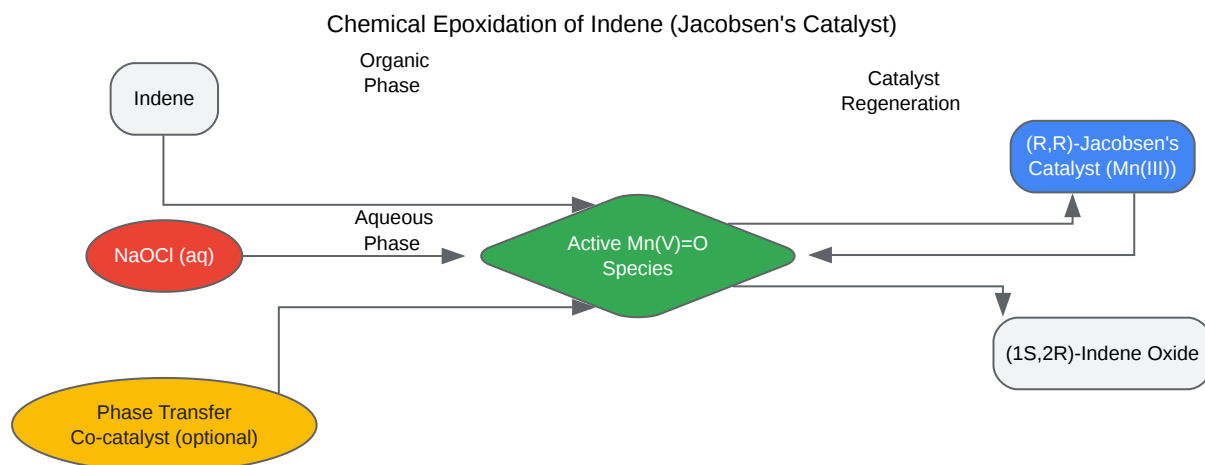 Chemical Epoxidation of Indene (Jacobsen's Catalyst)
Organic
Phase
Catalyst
Regeneration
Indene
(R,R)-Jacobsen's
Catalyst (Mn(III))
Aqueous
Phase
NaOCl (aq)
Active Mn(V)=O
Species
(1S,2R)-Indene Oxide
Phase Transfer
Co-catalyst (optional)